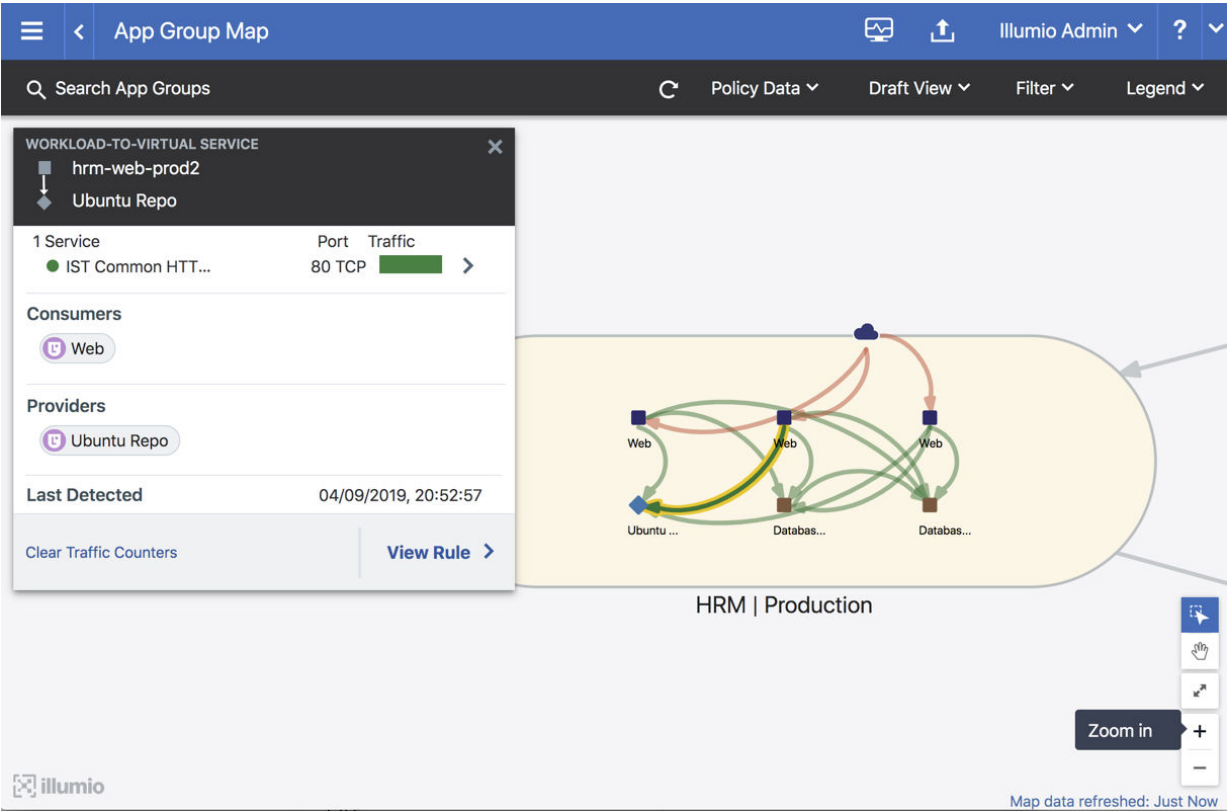 App Group Map
Illumio Admin
?
Search App Groups
Policy Data
Draft View
Filter
Legend
WORKLOAD-TO-VIRTUAL SERVICE
hrm-web-prod2
Ubuntu Repo
1 Service Port Traffic
IST Common HTT... 80 TCP
Consumers
Web
Providers
Ubuntu Repo
Last Detected 04/09/2019, 20:52:57
Clear Traffic Counters
View Rule
Web
Web
Web
Ubuntu ...
Databas...
Databas...
HRM | Production
Zoom in
illumio
Map data refreshed: Just Now